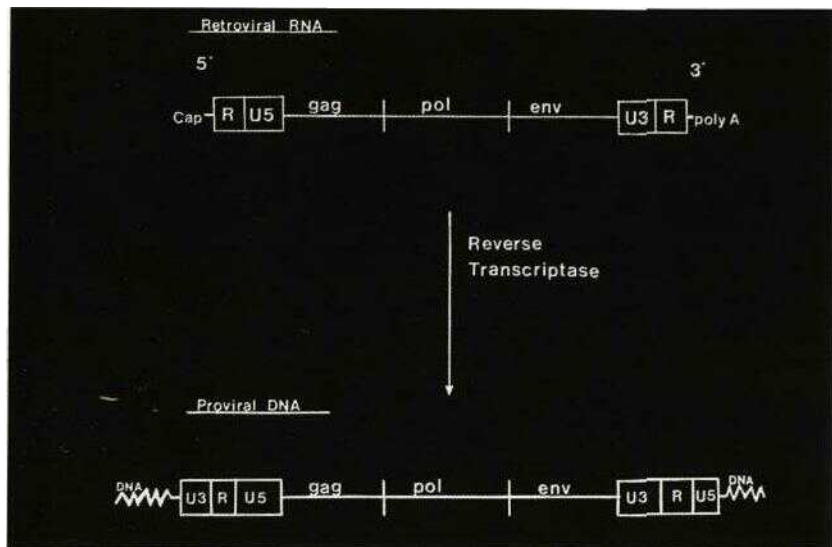 Retroviral RNA
5' 3'
Cap R U5 gag pol env U3 R poly A
Reverse
Transcriptase
Proviral DNA
DNA U3 R U5 gag pol env U3 R U5 DNA